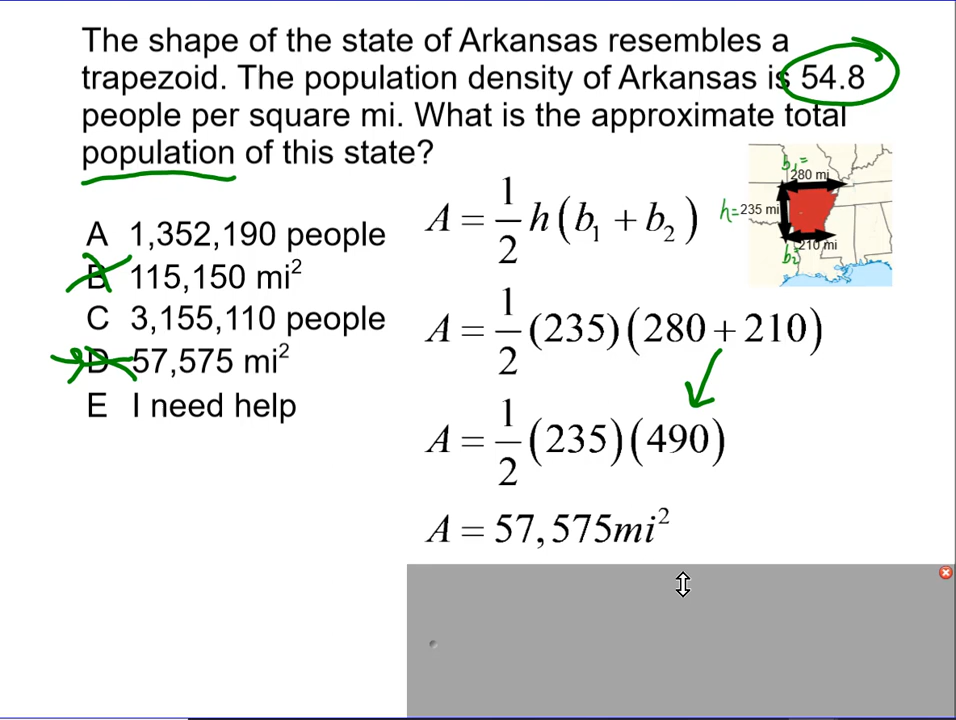 The shape of the state of Arkansas resembles a
trapezoid. The population density of Arkansas is 54.8
people per square mi. What is the approximate total
population of this state?
A 1,352,190 people
B 115,150 mi²
C 3,155,110 people
D 57,575 mi²
E I need help
A = 1/2 h(b₁ + b₂)
A = 1/2 (235)(280 + 210)
A = 1/2 (235)(490)
A = 57,575mi²
b₁=
280 mi
h= 235 mi
210 mi
b₂